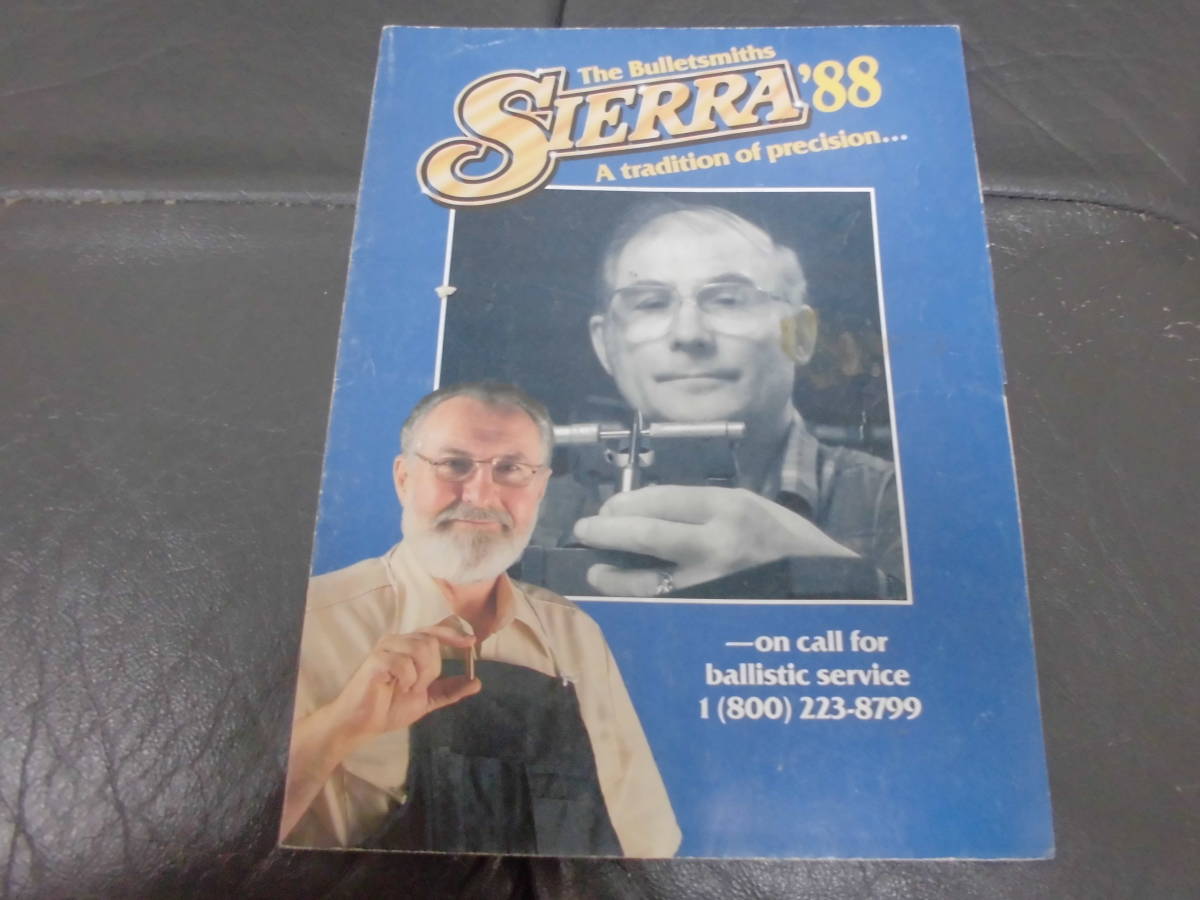 The Bulletsmiths
SIERRA '88
A tradition of precision...
—on call for
ballistic service
1 (800) 223-8799